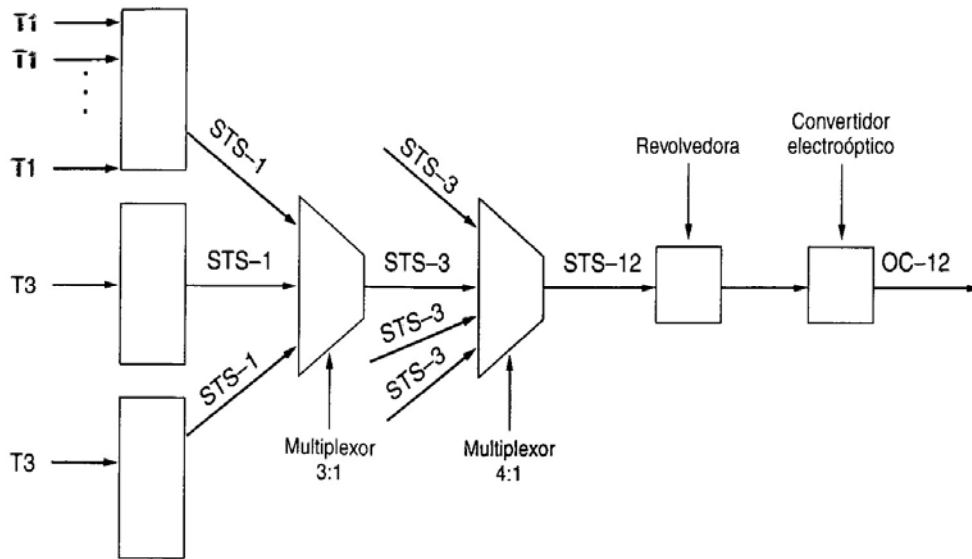 T1
T1
T1
STS-1
T3
STS-1
T3
STS-1
Multiplexor
3:1
STS-3
STS-3
STS-3
STS-3
Multiplexor
4:1
STS-12
Revolvedora
Convertidor
electroóptico
OC-12